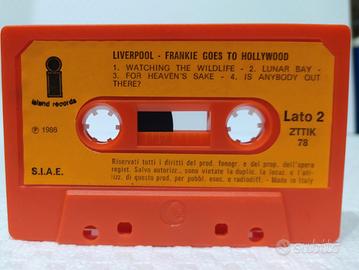 LIVERPOOL - FRANKIE GOES TO HOLLYWOOD
1. WATCHING THE WILDLIFE - 2. LUNAR BAY -
3. FOR HEAVEN'S SAKE - 4. IS ANYBODY OUT
THERE?
island records
℗ 1986
Lato 2
ZTTIK
78
S.I.A.E.
Riservati tutti i diritti del prod. fonogr. e del prop. dell'opera
regist. Salvo autorizz., sono vietate la duplic. la locaz. e l'uti-
lizz. di questo prod. per pubbl. esec. e radiodiff. - Made in Italy
Subito